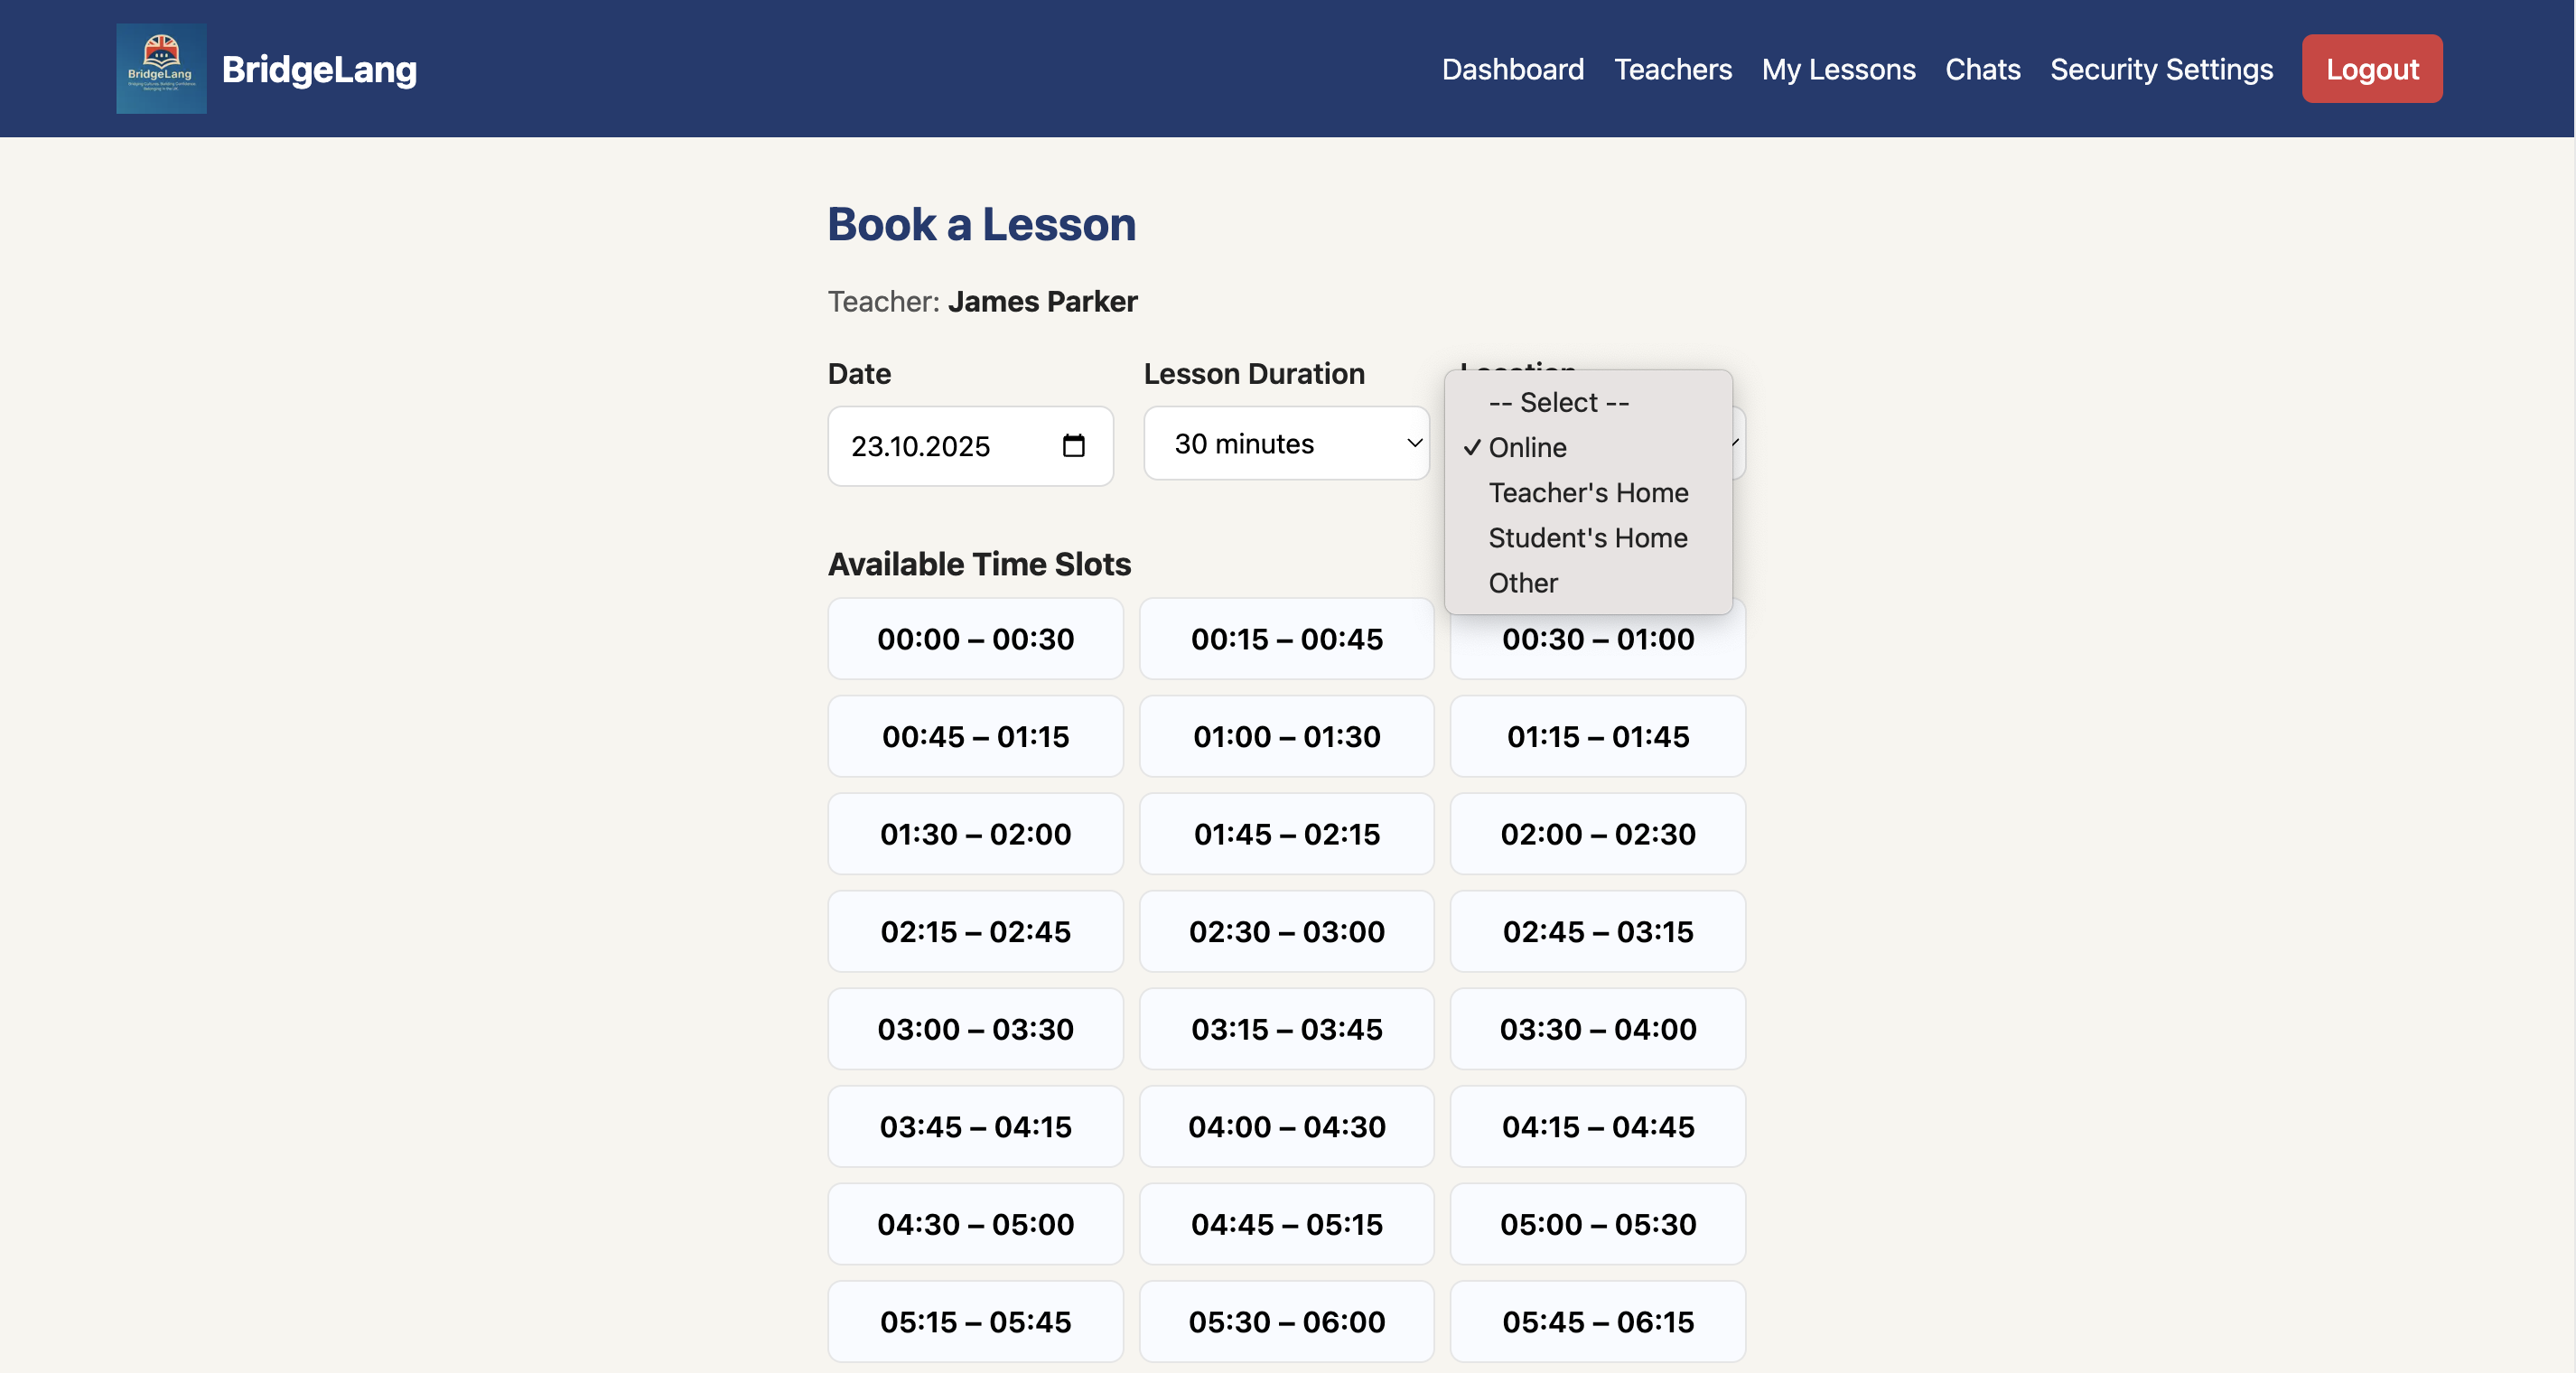 BridgeLang
BridgeLang
Dashboard Teachers My Lessons Chats Security Settings Logout
Book a Lesson
Teacher: James Parker
Date Lesson Duration Location
23.10.2025 30 minutes
-- Select --
✓ Online
Teacher's Home
Student's Home
Other
Available Time Slots
00:00 – 00:30 00:15 – 00:45 00:30 – 01:00
00:45 – 01:15 01:00 – 01:30 01:15 – 01:45
01:30 – 02:00 01:45 – 02:15 02:00 – 02:30
02:15 – 02:45 02:30 – 03:00 02:45 – 03:15
03:00 – 03:30 03:15 – 03:45 03:30 – 04:00
03:45 – 04:15 04:00 – 04:30 04:15 – 04:45
04:30 – 05:00 04:45 – 05:15 05:00 – 05:30
05:15 – 05:45 05:30 – 06:00 05:45 – 06:15